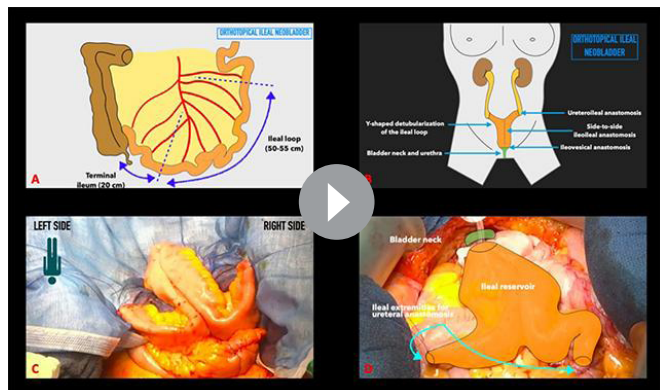 ORTHOTOPICAL ILEAL
NEOBLADDER
Ileal loop
(50-55 cm)
Terminal
ileum (20 cm)
A
ORTHOTOPICAL ILEAL
NEOBLADDER
Ureteroileal anastomosis
Y-shaped detubularization
of the ileal loop
Side-to-side
ileoileal anastomosis
Bladder neck and urethra
Ileovesical anastomosis
B
LEFT SIDE
RIGHT SIDE
C
Bladder neck
Ileal reservoir
Ileal extremities for
ureteral anastomosis
D